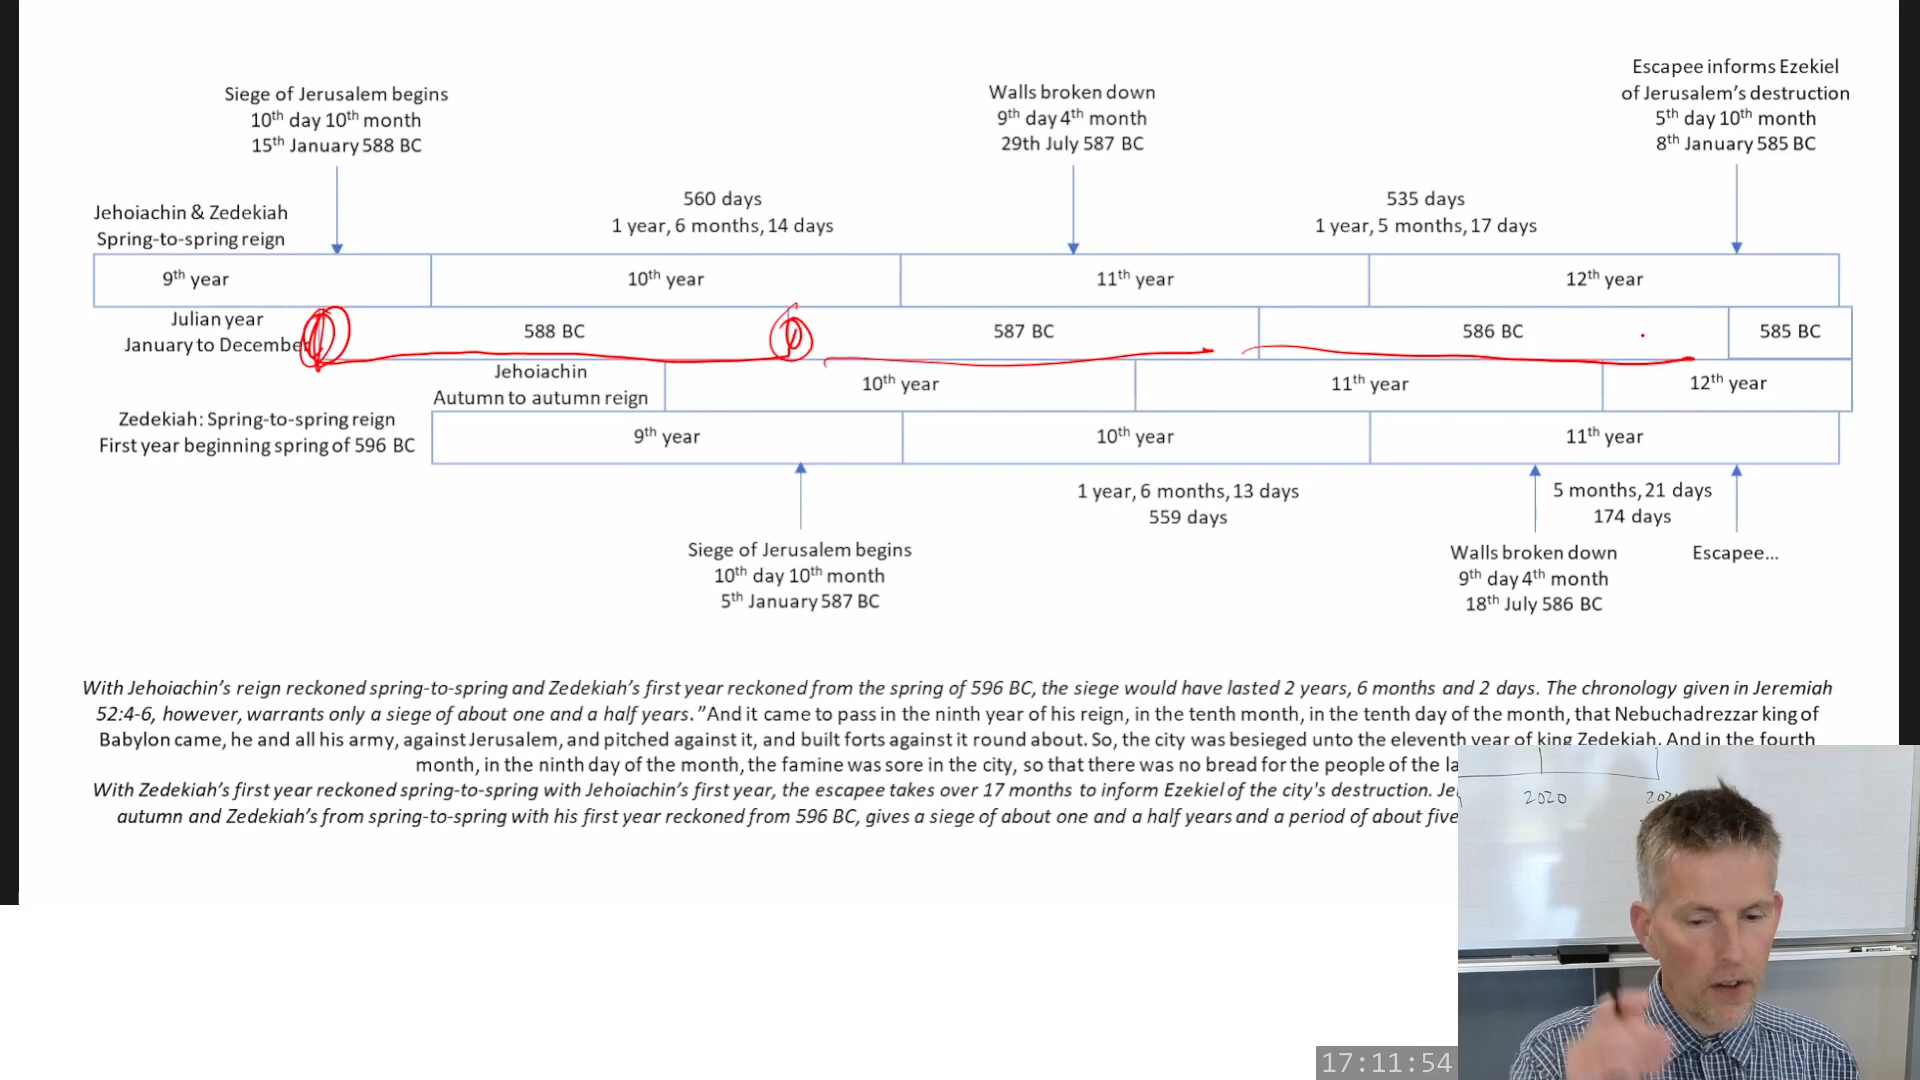 Siege of Jerusalem begins
10th day 10th month
15th January 588 BC
Walls broken down
9th day 4th month
29th July 587 BC
Escapee informs Ezekiel
of Jerusalem's destruction
5th day 10th month
8th January 585 BC
Jehoiachin & Zedekiah
Spring-to-spring reign
560 days
1 year, 6 months, 14 days
535 days
1 year, 5 months, 17 days
9th year
10th year
11th year
12th year
Julian year
January to December
588 BC
587 BC
586 BC
585 BC
Jehoiachin
Autumn to autumn reign
10th year
11th year
12th year
Zedekiah: Spring-to-spring reign
First year beginning spring of 596 BC
9th year
10th year
11th year
1 year, 6 months, 13 days
559 days
5 months, 21 days
174 days
Siege of Jerusalem begins
10th day 10th month
5th January 587 BC
Walls broken down
9th day 4th month
18th July 586 BC
Escapee...
With Jehoiachin's reign reckoned spring-to-spring and Zedekiah's first year reckoned from the spring of 596 BC, the siege would have lasted 2 years, 6 months and 2 days. The chronology given in Jeremiah
52:4-6, however, warrants only a siege of about one and a half years. "And it came to pass in the ninth year of his reign, in the tenth month, in the tenth day of the month, that Nebuchadrezzar king of
Babylon came, he and all his army, against Jerusalem, and pitched against it, and built forts against it round about. So, the city was besieged unto the eleventh year of king Zedekiah. And in the fourth
month, in the ninth day of the month, the famine was sore in the city, so that there was no bread for the people of the la
With Zedekiah's first year reckoned spring-to-spring with Jehoiachin's first year, the escapee takes over 17 months to inform Ezekiel of the city's destruction. Je
autumn and Zedekiah's from spring-to-spring with his first year reckoned from 596 BC, gives a siege of about one and a half years and a period of about five
2020
17:11:54